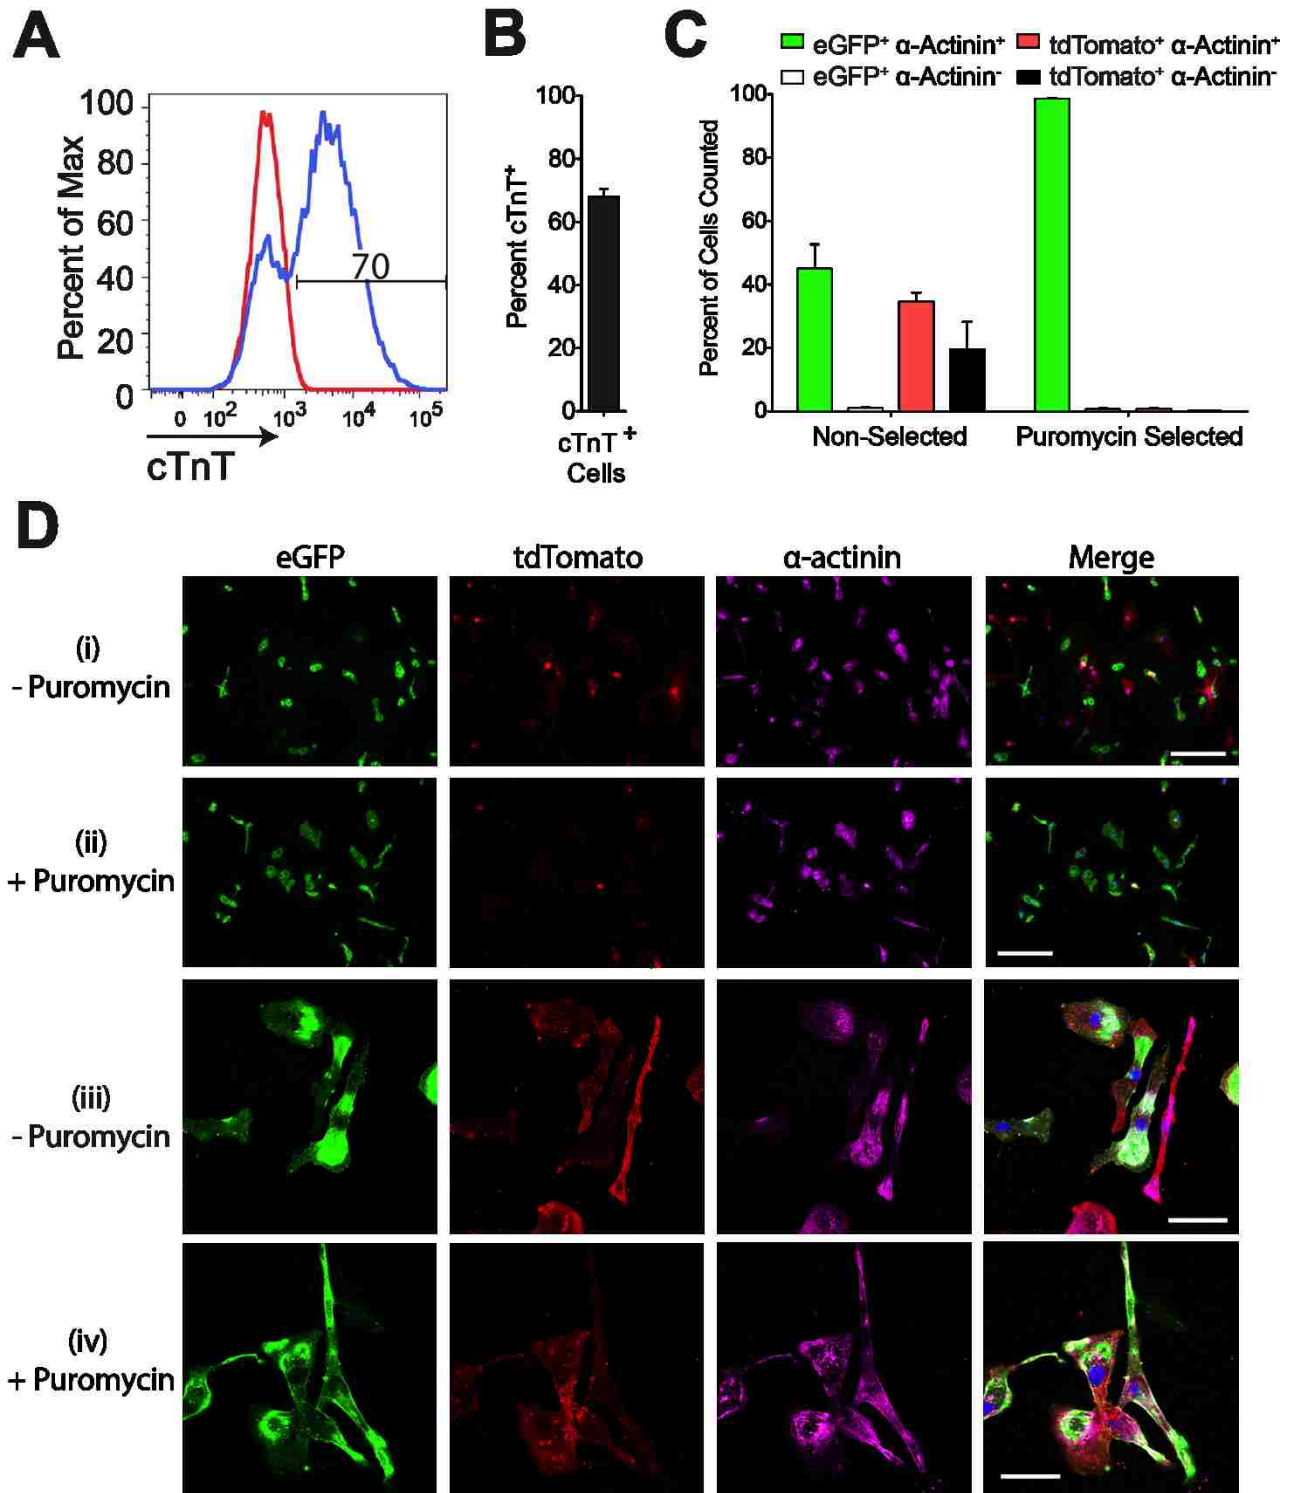 A
B
C
eGFP⁺ α-Actinin⁺
tdTomato⁺ α-Actinin⁺
eGFP⁺ α-Actinin⁻
tdTomato⁺ α-Actinin⁻
Percent of Max
100
80
60
40
20
0
70
0 10² 10³ 10⁴ 10⁵
cTnT
Percent cTnT⁺
100
80
60
40
20
0
cTnT⁺
Cells
Percent of Cells Counted
100
80
60
40
20
0
Non-Selected
Puromycin Selected
D
eGFP
tdTomato
α-actinin
Merge
(i)
- Puromycin
(ii)
+ Puromycin
(iii)
- Puromycin
(iv)
+ Puromycin